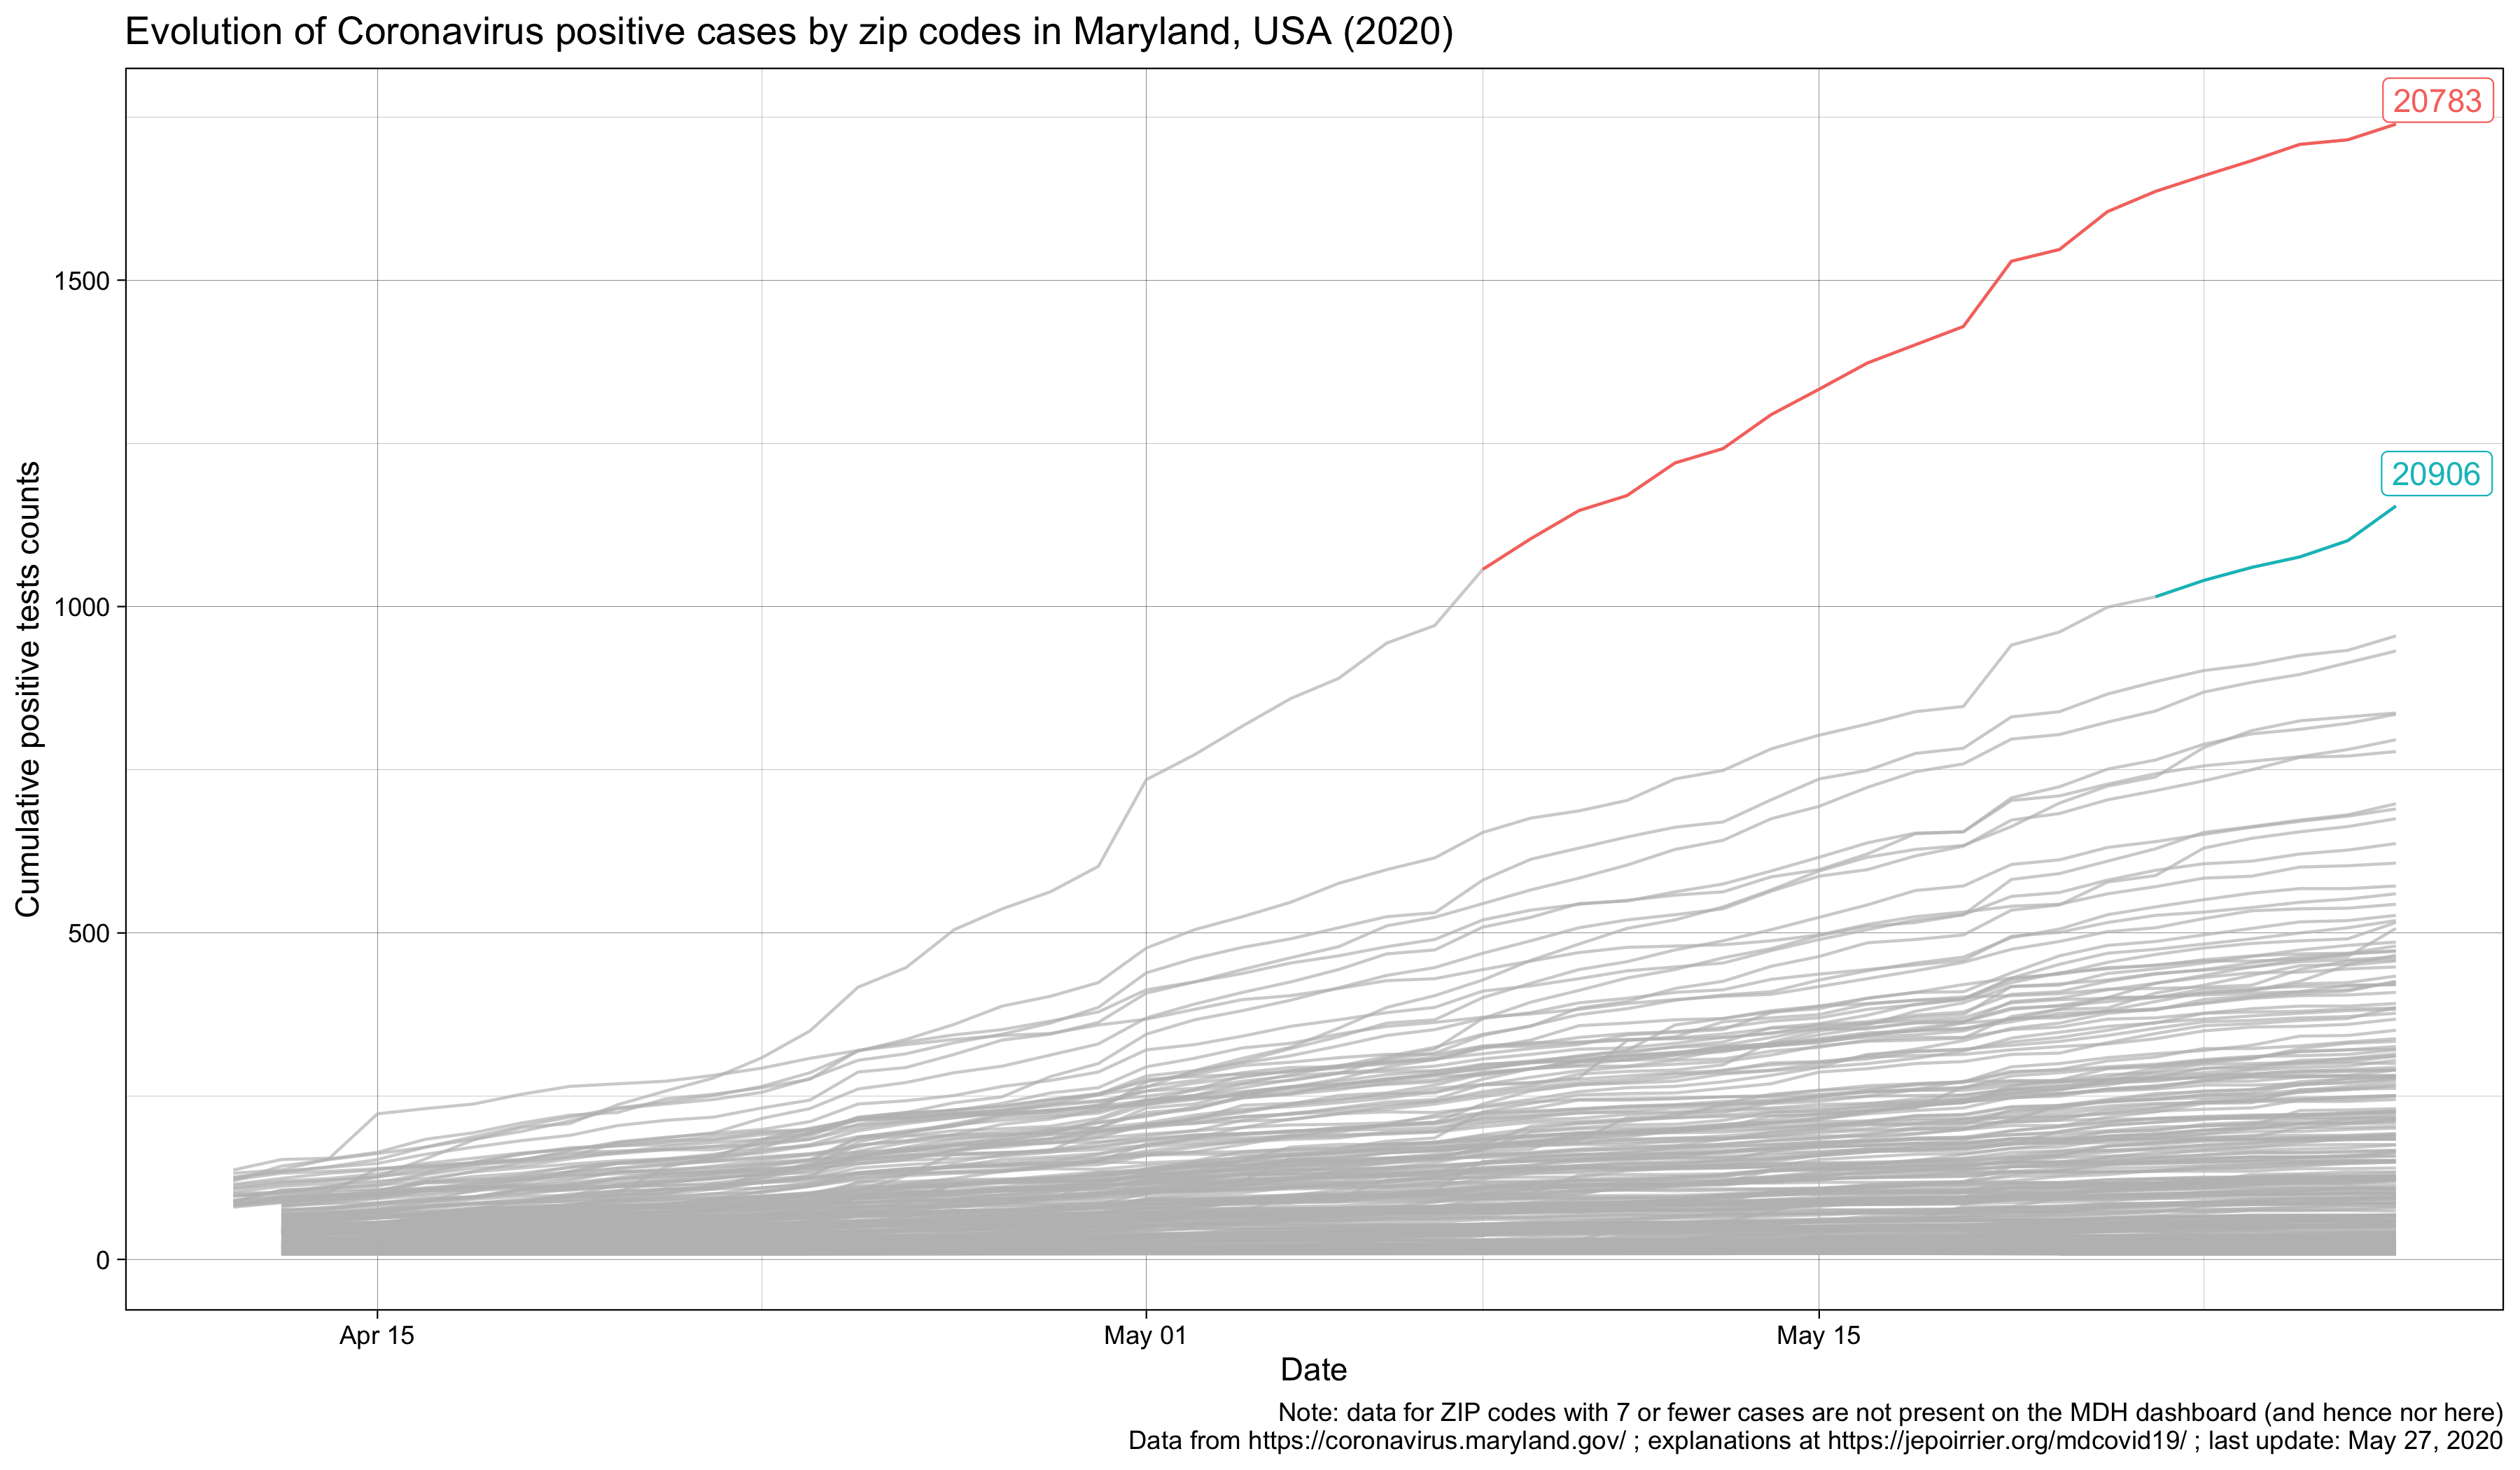 Evolution of Coronavirus positive cases by zip codes in Maryland, USA (2020)
20783
1500
20906
1000
Cumulative positive tests counts
500
0
Apr 15
May 01
May 15
Date
Note: data for ZIP codes with 7 or fewer cases are not present on the MDH dashboard (and hence nor here)
Data from https://coronavirus.maryland.gov/ ; explanations at https://jepoirrier.org/mdcovid19/ ; last update: May 27, 2020